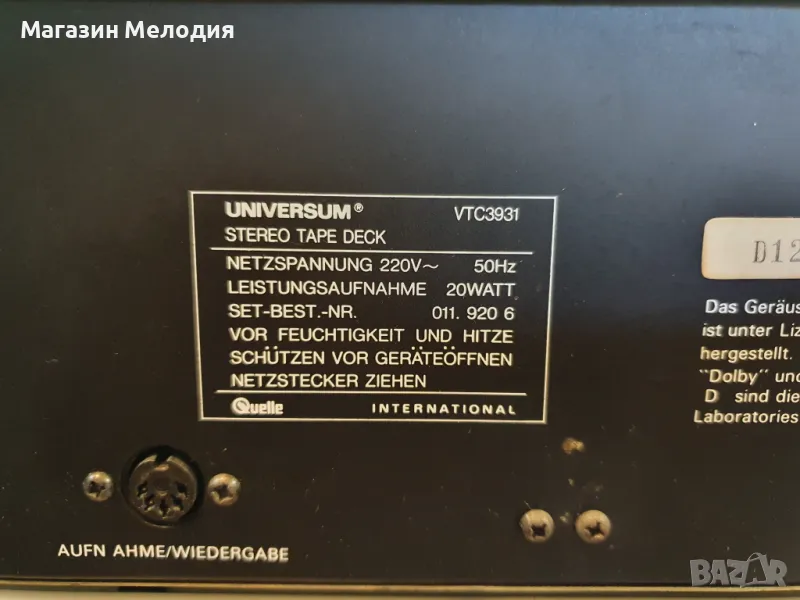 Магазин Мелодия
UNIVERSUM® VTC3931
STEREO TAPE DECK
NETZSPANNUNG 220V~ 50Hz
LEISTUNGSAUFNAHME 20WATT
SET-BEST.-NR. 011. 920 6
VOR FEUCHTIGKEIT UND HITZE
SCHÜTZEN VOR GERÄTEÖFFNEN
NETZSTECKER ZIEHEN
Quelle INTERNATIONAL
D12
Das Geräus
ist unter Liz
hergestellt.
"Dolby" und
D sind die
Laboratories
AUFN AHME/WIEDERGABE
BAZAR